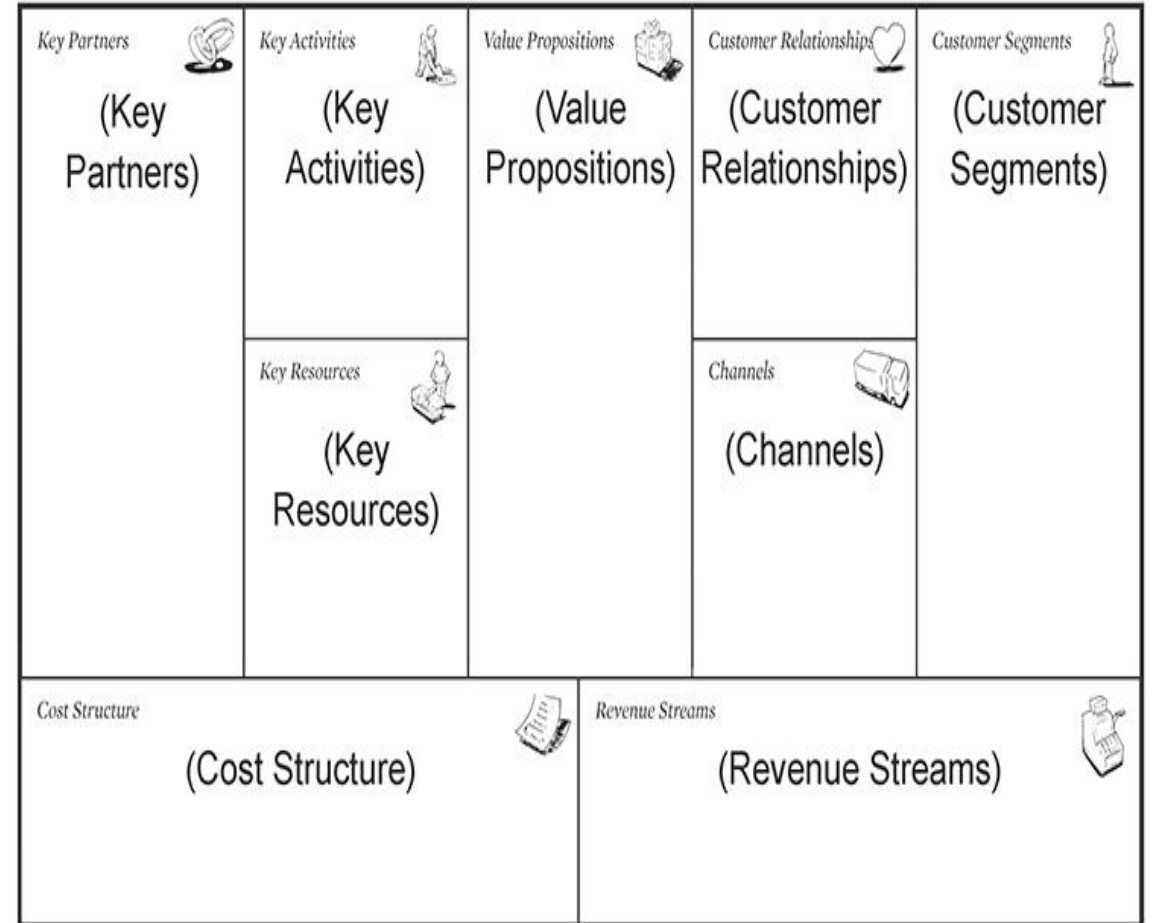 Key Partners
(Key
Partners)
Key Activities
(Key
Activities)
Key Resources
(Key
Resources)
Value Propositions
(Value
Propositions)
Customer Relationships
(Customer
Relationships)
Channels
(Channels)
Customer Segments
(Customer
Segments)
Cost Structure
(Cost Structure)
Revenue Streams
(Revenue Streams)